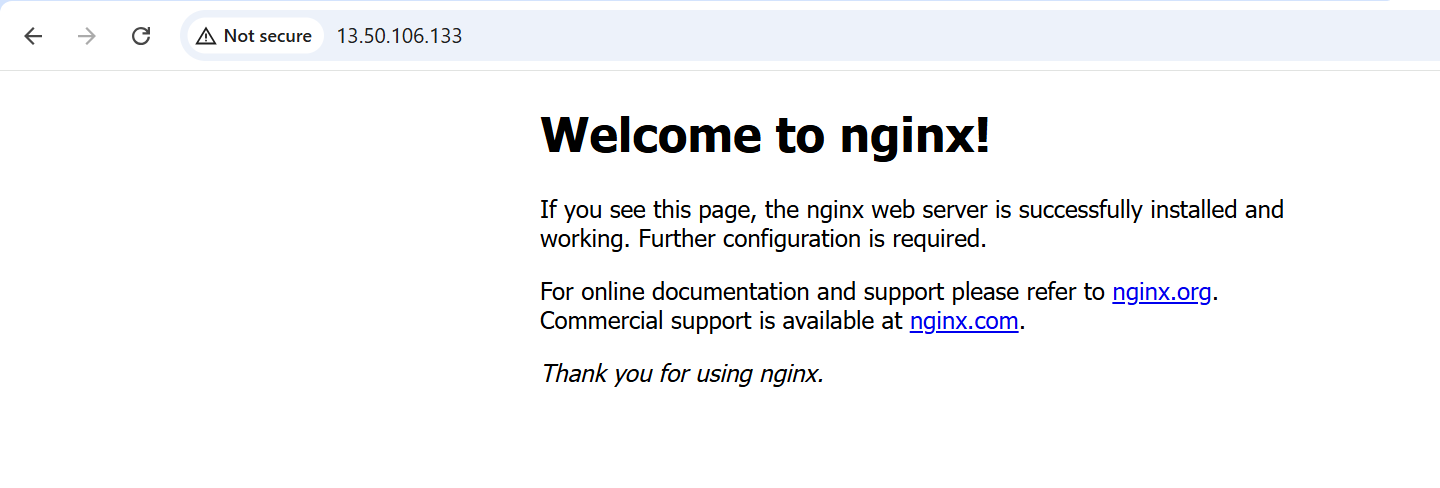 Not secure 13.50.106.133
Welcome to nginx!
If you see this page, the nginx web server is successfully installed and
working. Further configuration is required.
For online documentation and support please refer to nginx.org.
Commercial support is available at nginx.com.
Thank you for using nginx.